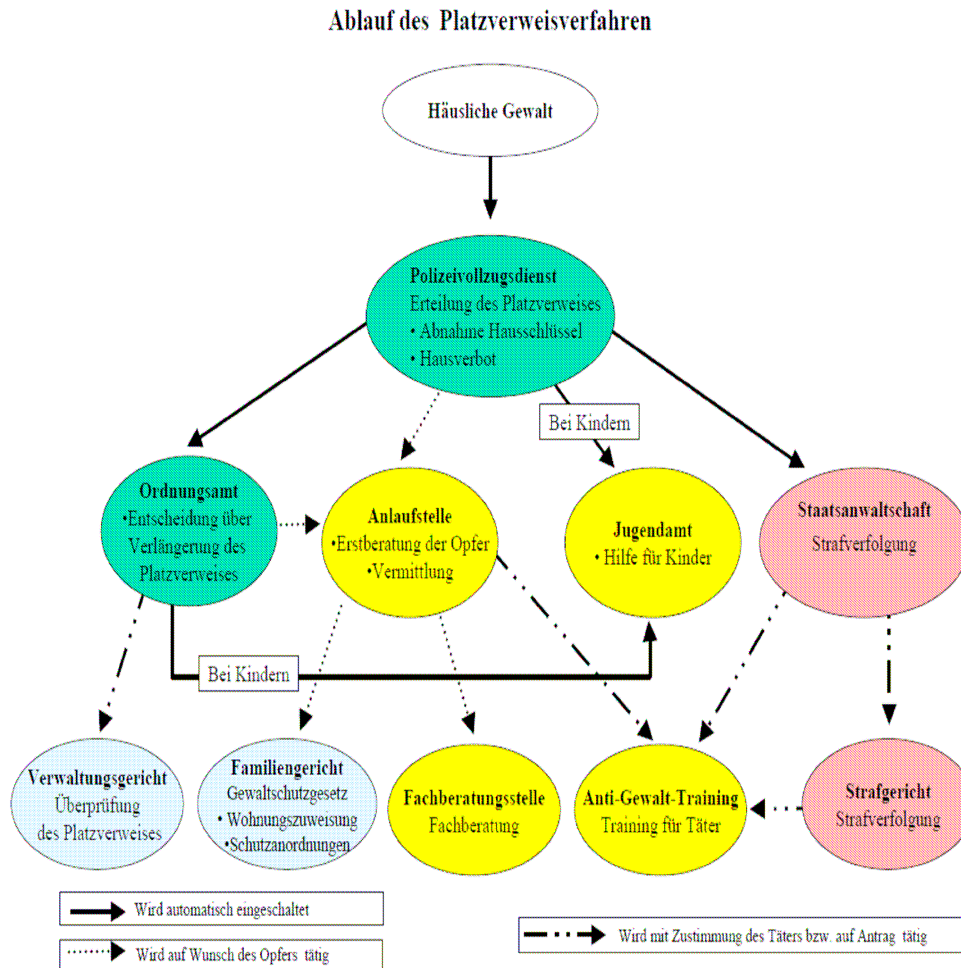 Ablauf des Platzverweisverfahren
Häusliche Gewalt
Polizeivollzugsdienst
Erteilung des Platzverweises
• Abnahme Hausschlüssel
• Hausverbot
Bei Kindern
Ordnungsamt
•Entscheidung über
Verlängerung des
Platzverweises
Anlaufstelle
•Erstberatung der Opfer
•Vermittlung
Jugendamt
• Hilfe für Kinder
Staatsanwaltschaft
Strafverfolgung
Bei Kindern
Verwaltungsgericht
Überprüfung
des Platzverweises
Familiengericht
Gewaltschutzgesetz
• Wohnungszuweisung
•Schutzanordnungen
Fachberatungsstelle
Fachberatung
Anti-Gewalt-Training
Training für Täter
Strafgericht
Strafverfolgung
Wird automatisch eingeschaltet
Wird auf Wunsch des Opfers tätig
Wird mit Zustimmung des Täters bzw. auf Antrag tätig